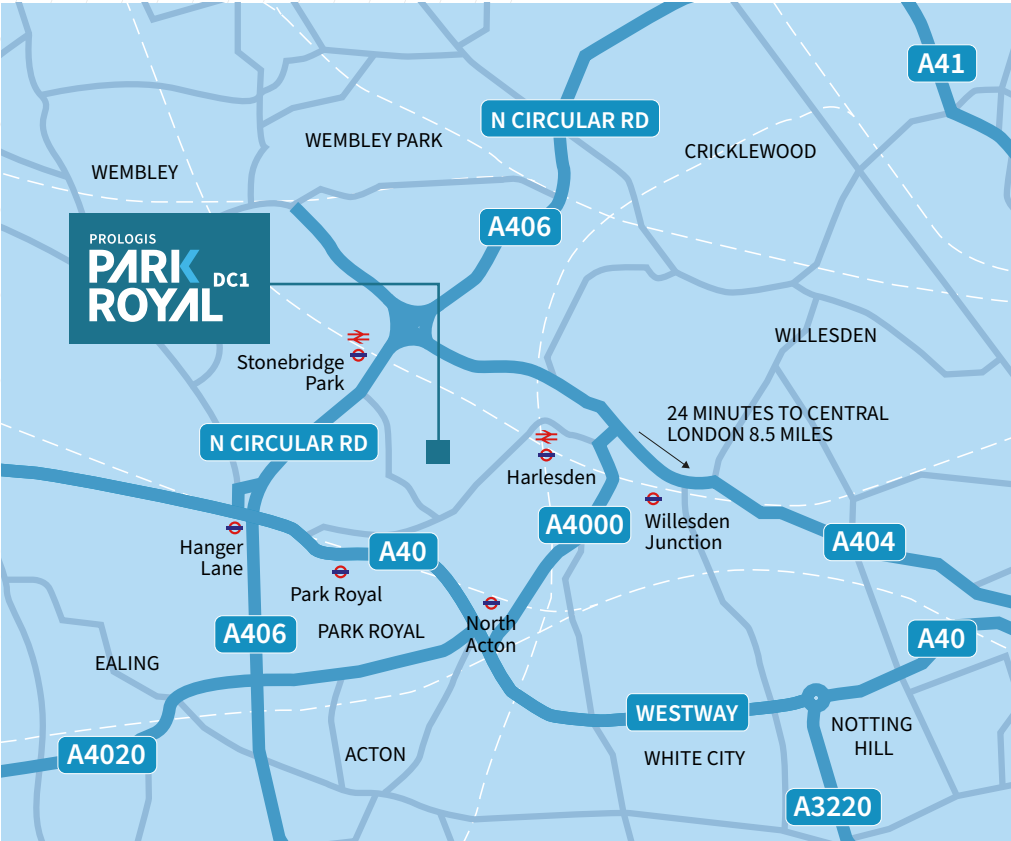 A41
N CIRCULAR RD
WEMBLEY PARK
CRICKLEWOOD
WEMBLEY
A406
PROLOGIS
PARK
ROYAL
DC1
WILLESDEN
Stonebridge
Park
24 MINUTES TO CENTRAL
LONDON 8.5 MILES
N CIRCULAR RD
Harlesden
A4000
Willesden
Junction
A404
Hanger
Lane
A40
Park Royal
North
Acton
A406
PARK ROYAL
A40
EALING
WESTWAY
NOTTING
HILL
A4020
ACTON
WHITE CITY
A3220